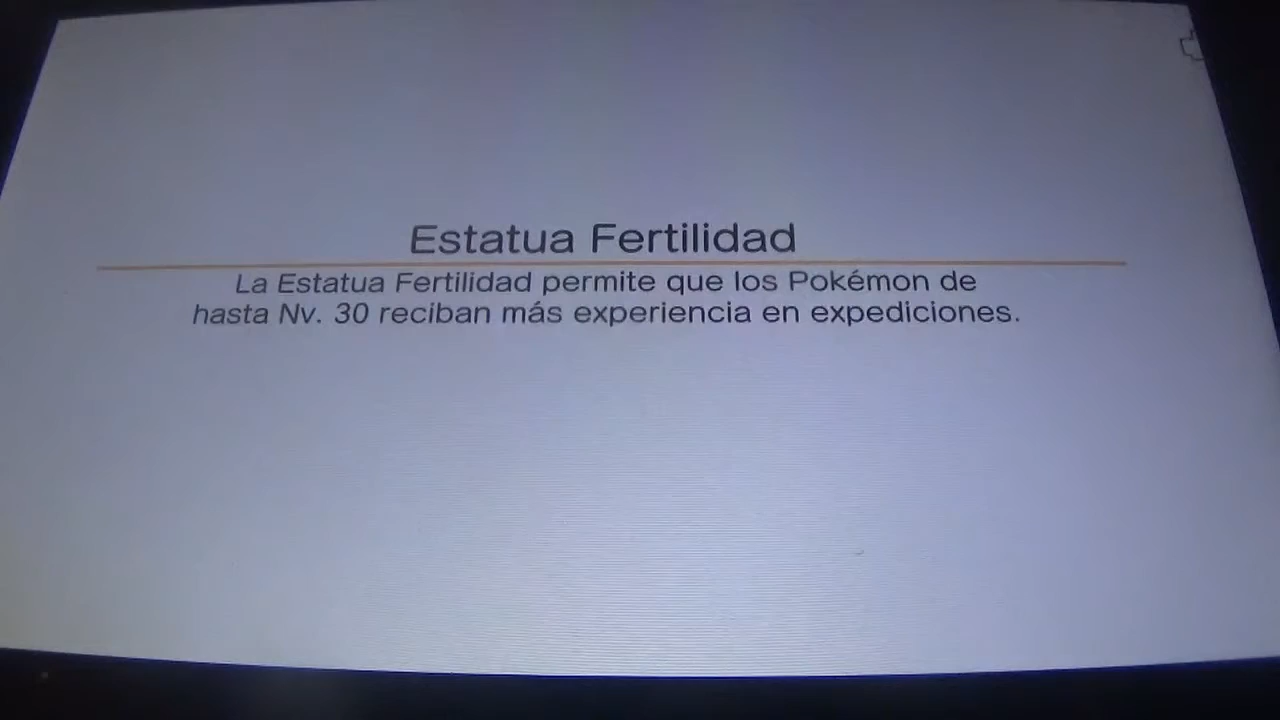 Estatua Fertilidad
La Estatua Fertilidad permite que los Pokémon de
hasta Nv. 30 reciban más experiencia en expediciones.